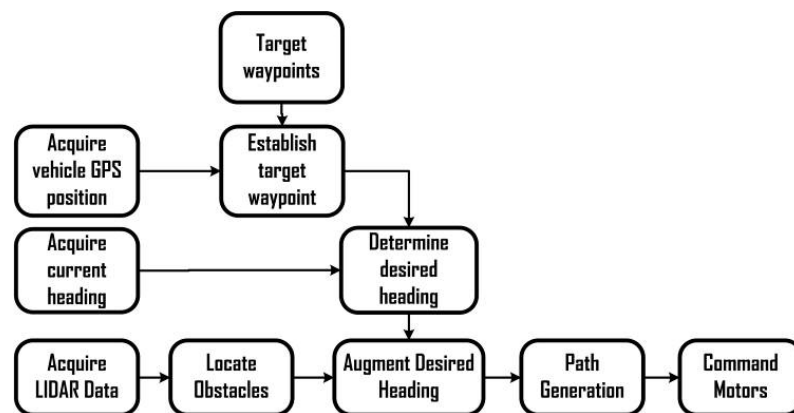 Target
waypoints
Acquire
vehicle GPS
position
Establish
target
waypoint
Acquire
current
heading
Determine
desired
heading
Acquire
LIDAR Data
Locate
Obstacles
Augment Desired
Heading
Path
Generation
Command
Motors